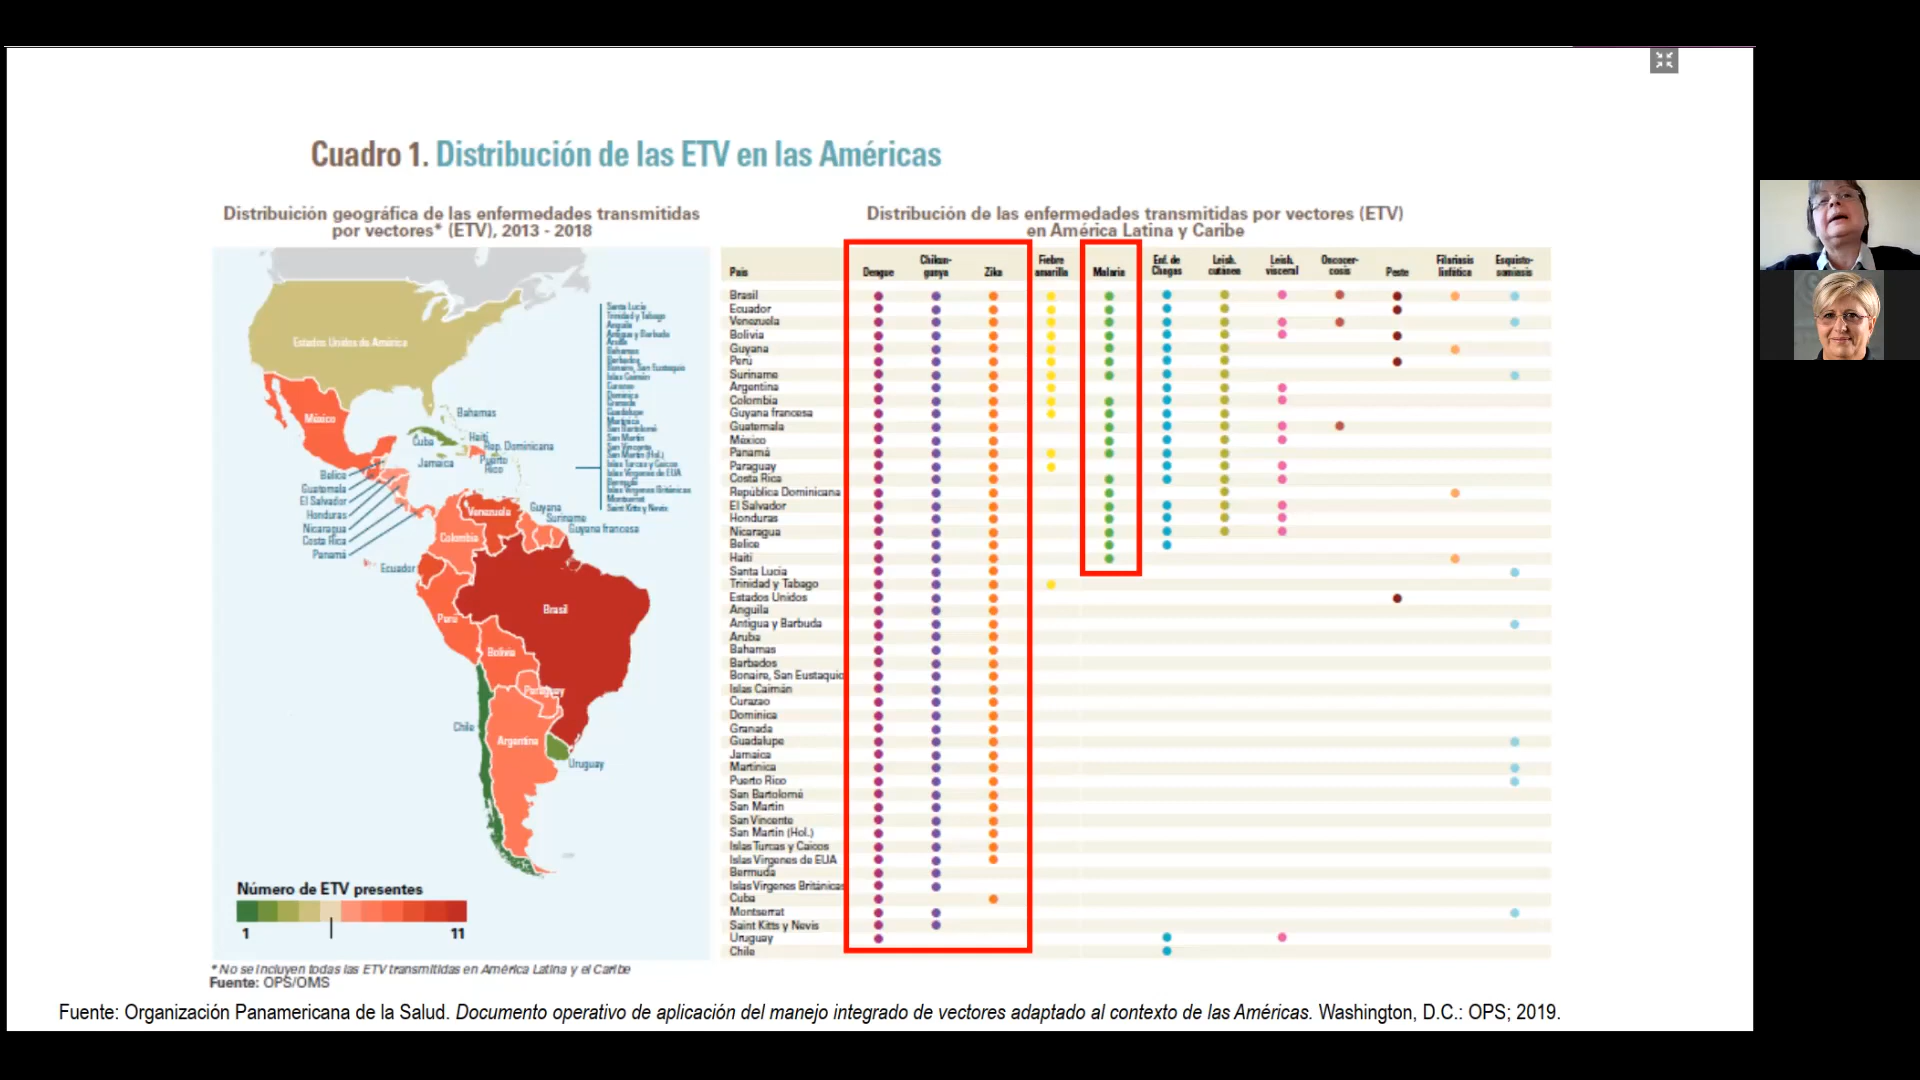 Cuadro 1. Distribución de las ETV en las Américas
Distribuición geográfica de las enfermedades transmitidas
por vectores* (ETV), 2013 - 2018
Estados Unidos de América
México
Bahamas
Cuba
Haití
Rep. Dominicana
Jamaica
Puerto
Rico
Belice
Guatemala
El Salvador
Honduras
Nicaragua
Costa Rica
Panamá
Venezuela
Guyana
Suriname
Guyana francesa
Colombia
Ecuador
Brasil
Perú
Bolivia
Paraguay
Chile
Argentina
Uruguay
Santa Lucía
Trinidad y Tabago
Anguila
Antigua y Barbuda
Aruba
Bahamas
Barbados
Bonaire, San Eustaquio
Islas Caimán
Curazao
Dominica
Granada
Guadalupe
Martinica
San Bartolomé
San Martín
San Vincente
San Martín (Hol.)
Islas Turcas y Caicos
Islas Vírgenes de EUA
Bermuda
Islas Vírgenes Británicas
Montserrat
Saint Kitts y Nevis
Número de ETV presentes
1 11
* No se incluyen todas las ETV transmitidas en América Latina y el Caribe
Fuente: OPS/OMS
Distribución de las enfermedades transmitidas por vectores (ETV)
en América Latina y Caribe
País
Dengue
Chikun-
gunya
Zika
Fiebre
amarilla
Malaria
Enf. de
Chagas
Leish.
cutánea
Leish.
visceral
Oncocer-
cosis
Peste
Filariasis
linfática
Esquisto-
somiasis
Brasil
Ecuador
Venezuela
Bolivia
Guyana
Perú
Suriname
Argentina
Colombia
Guyana francesa
Guatemala
México
Panamá
Paraguay
Costa Rica
República Dominicana
El Salvador
Honduras
Nicaragua
Belice
Haití
Santa Lucía
Trinidad y Tabago
Estados Unidos
Anguila
Antigua y Barbuda
Aruba
Bahamas
Barbados
Bonaire, San Eustaquio
Islas Caimán
Curazao
Dominica
Granada
Guadalupe
Jamaica
Martinica
Puerto Rico
San Bartolomé
San Martín
San Vincente
San Martín (Hol.)
Islas Turcas y Caicos
Islas Vírgenes de EUA
Bermuda
Islas Vírgenes Británicas
Cuba
Montserrat
Saint Kitts y Nevis
Uruguay
Chile
Fuente: Organización Panamericana de la Salud. Documento operativo de aplicación del manejo integrado de vectores adaptado al contexto de las Américas. Washington, D.C.: OPS; 2019.